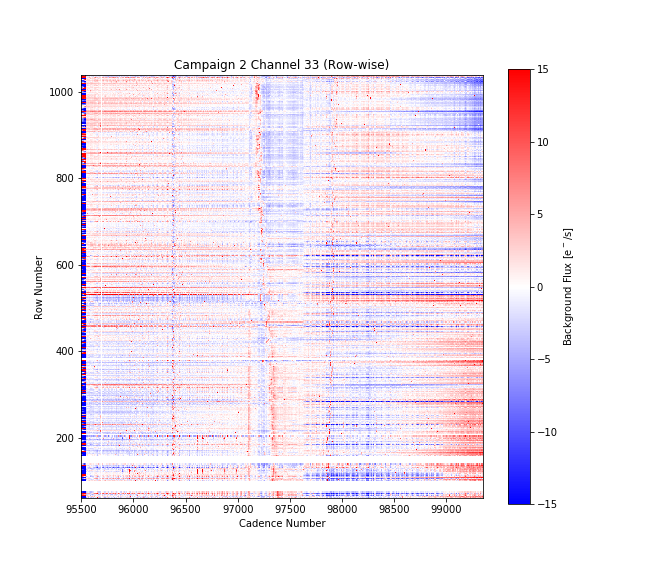 Campaign 2 Channel 33 (Row-wise)
1000
800
600
400
200
Row Number
95500 96000 96500 97000 97500 98000 98500 99000
Cadence Number
15
10
5
0
−5
−10
−15
Background Flux [e⁻/s]